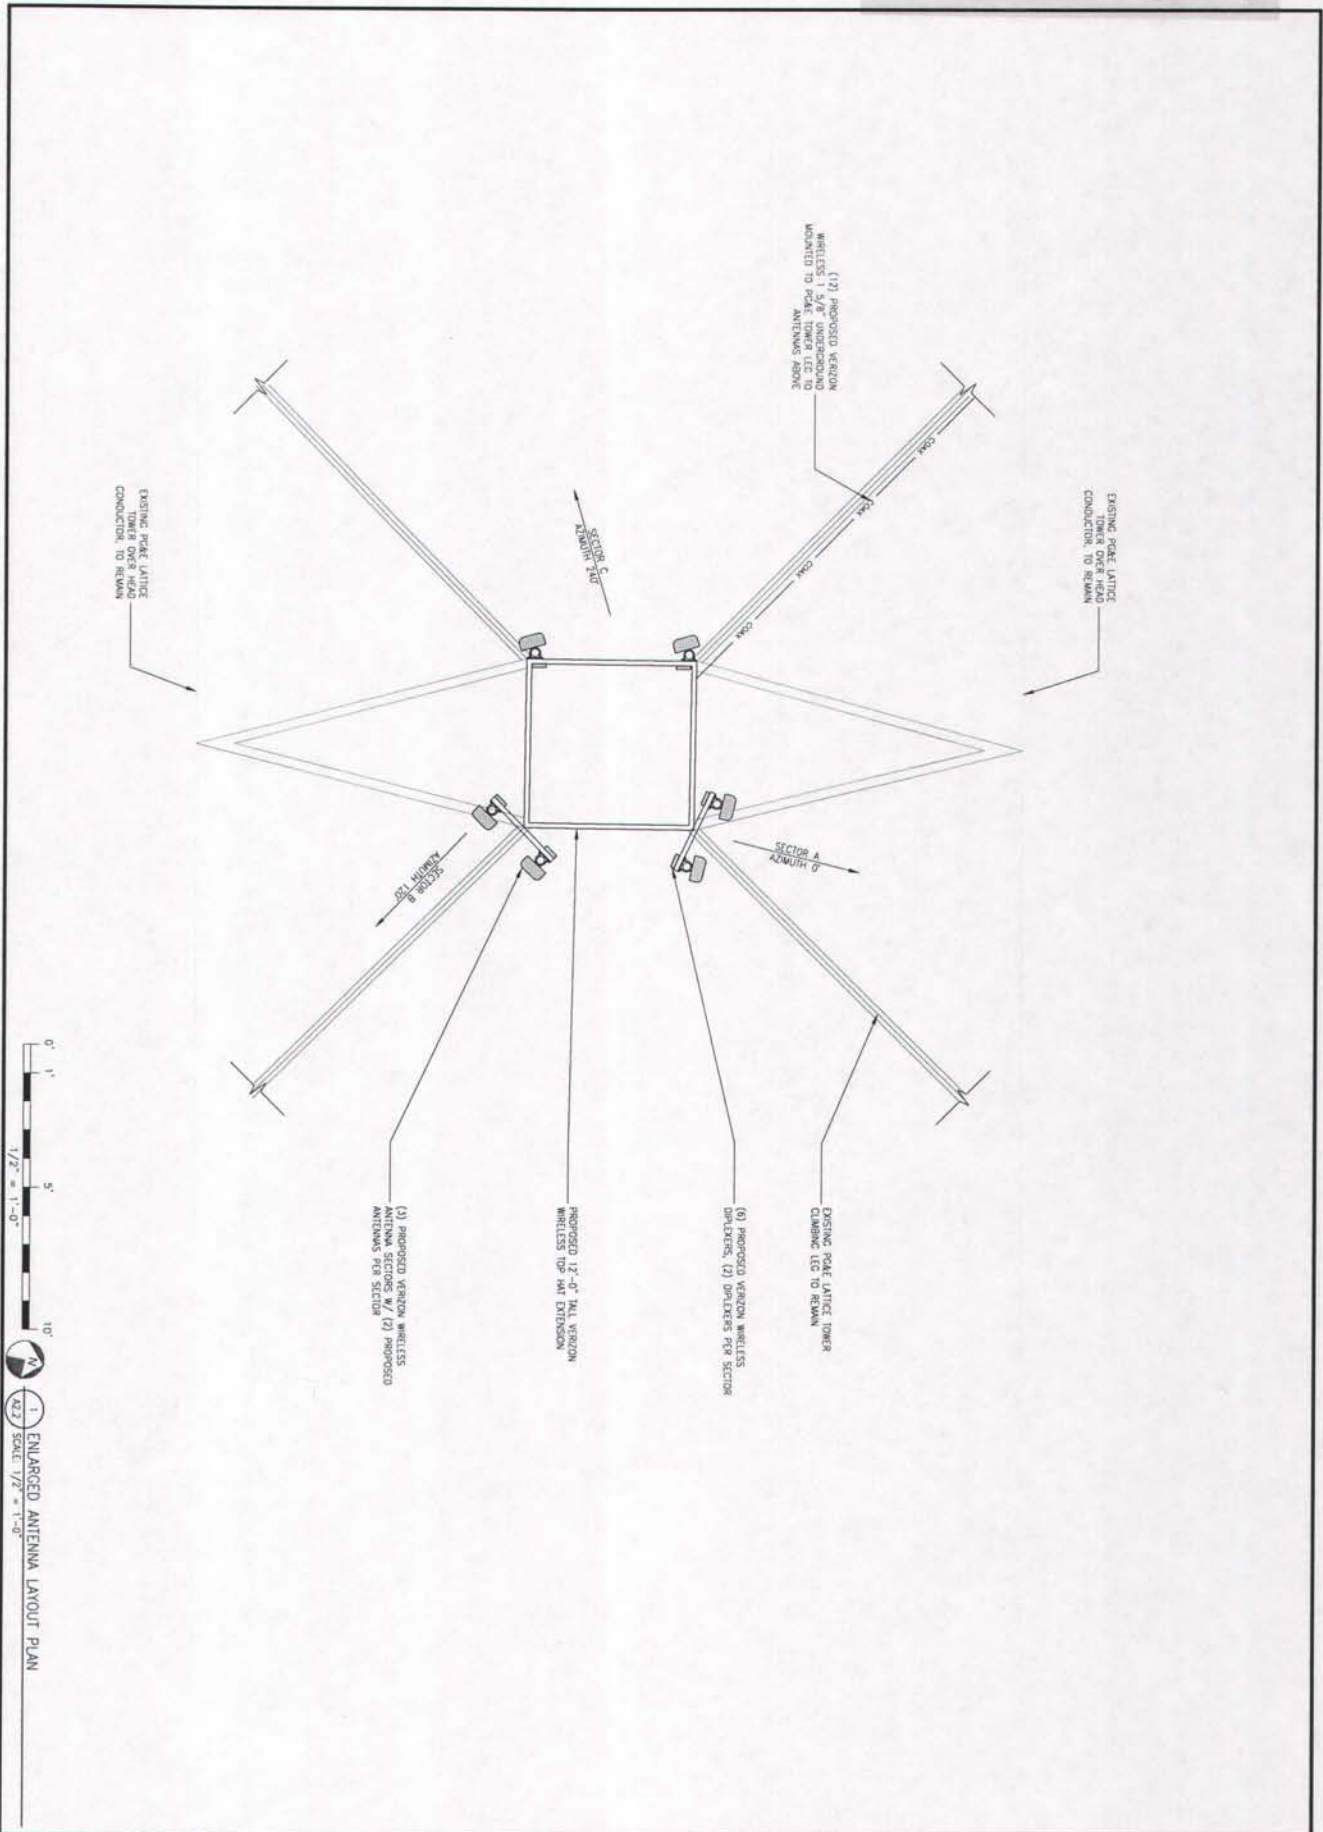 EXISTING PG&E LATTICE
TOWER OVER HEAD
CONDUCTOR, TO REMAIN
(12) PROPOSED VERIZON
WIRELESS 1 5/8" UNDERGROUND
MOUNTED TO PG&E TOWER LEG TO
ANTENNAS ABOVE
COAX
COAX
COAX
COAX
EXISTING PG&E LATTICE TOWER
CLIMBING LEG TO REMAIN
(6) PROPOSED VERIZON WIRELESS
DIPLEXERS, (2) DIPLEXERS PER SECTOR
SECTOR A
AZIMUTH 0°
SECTOR C
AZIMUTH 240°
PROPOSED 12'-0" TALL VERIZON
WIRELESS TOP HAT EXTENSION
SECTOR B
AZIMUTH 120°
(3) PROPOSED VERIZON WIRELESS
ANTENNA SECTORS W/ (2) PROPOSED
ANTENNAS PER SECTOR
EXISTING PG&E LATTICE
TOWER OVER HEAD
CONDUCTOR, TO REMAIN
0' 1' 5' 10'
1/2" = 1'-0"
N
1
A2.2
ENLARGED ANTENNA LAYOUT PLAN
SCALE: 1/2" = 1'-0"